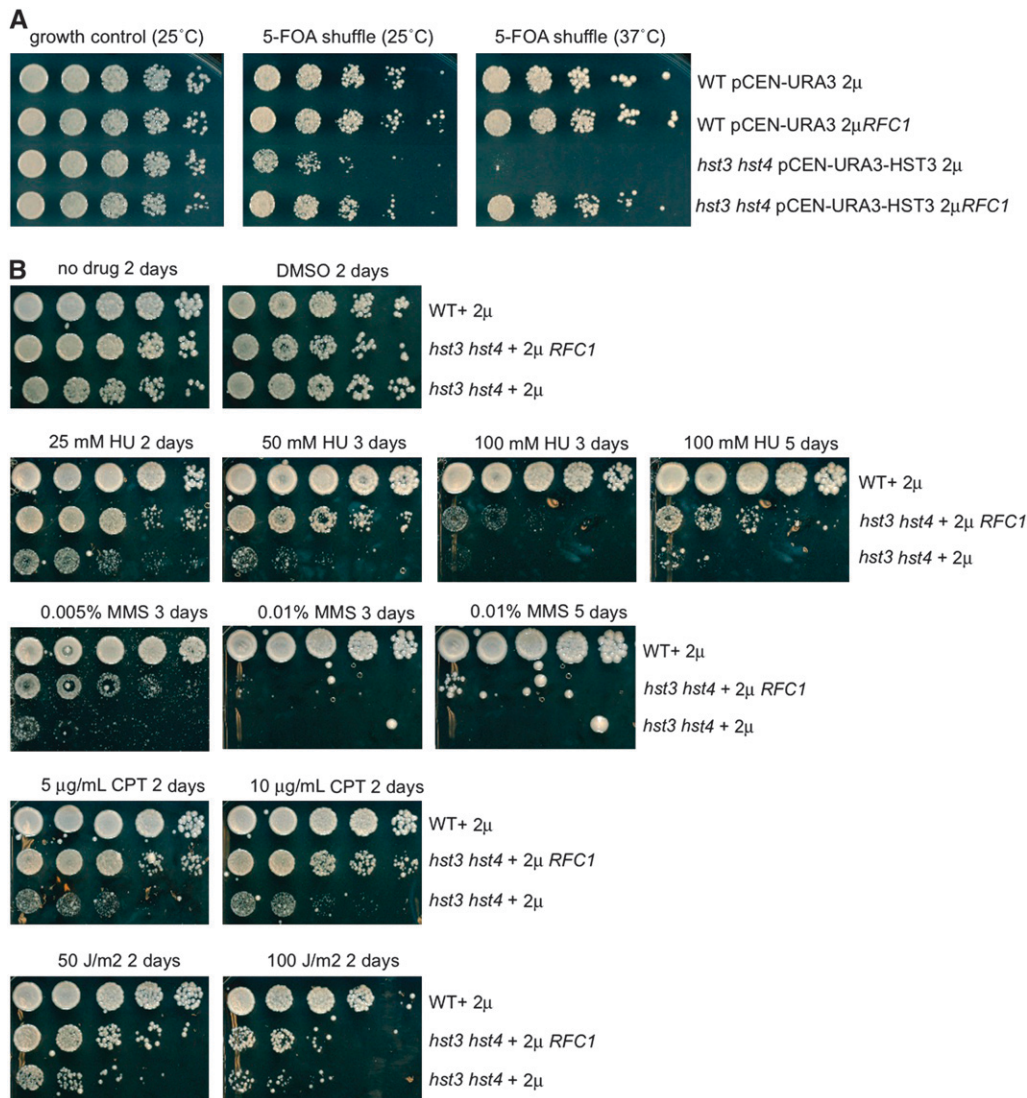 A
growth control (25˚C) 5-FOA shuffle (25˚C) 5-FOA shuffle (37˚C)
WT pCEN-URA3 2μ
WT pCEN-URA3 2μRFC1
hst3 hst4 pCEN-URA3-HST3 2μ
hst3 hst4 pCEN-URA3-HST3 2μRFC1
B
no drug 2 days DMSO 2 days
WT+ 2μ
hst3 hst4 + 2μ RFC1
hst3 hst4 + 2μ
25 mM HU 2 days 50 mM HU 3 days 100 mM HU 3 days 100 mM HU 5 days
WT+ 2μ
hst3 hst4 + 2μ RFC1
hst3 hst4 + 2μ
0.005% MMS 3 days 0.01% MMS 3 days 0.01% MMS 5 days
WT+ 2μ
hst3 hst4 + 2μ RFC1
hst3 hst4 + 2μ
5 μg/mL CPT 2 days 10 μg/mL CPT 2 days
WT+ 2μ
hst3 hst4 + 2μ RFC1
hst3 hst4 + 2μ
50 J/m2 2 days 100 J/m2 2 days
WT+ 2μ
hst3 hst4 + 2μ RFC1
hst3 hst4 + 2μ